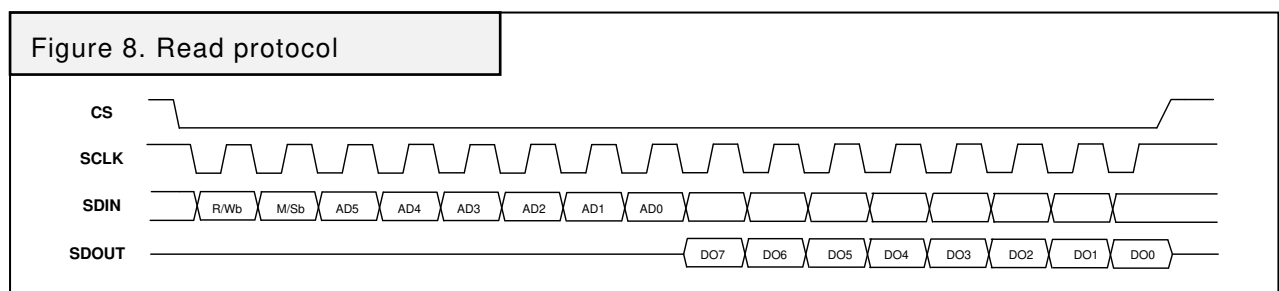 Figure 8. Read protocol
CS
SCLK
SDIN R/Wb M/Sb AD5 AD4 AD3 AD2 AD1 AD0
SDOUT DO7 DO6 DO5 DO4 DO3 DO2 DO1 DO0